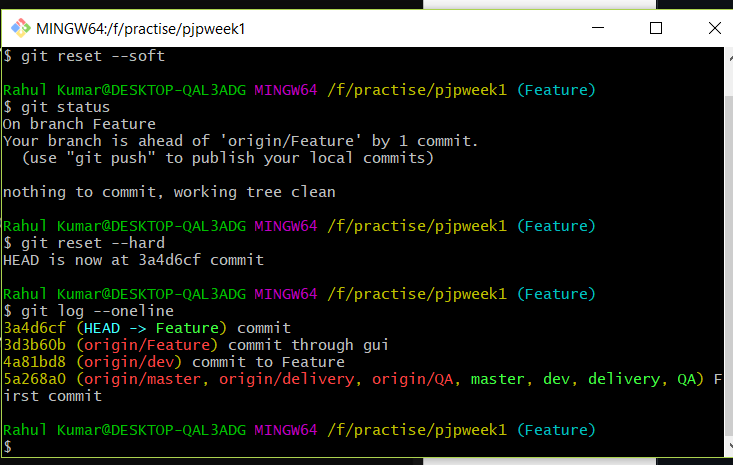 MINGW64:/f/practise/pjpweek1
$ git reset --soft
Rahul Kumar@DESKTOP-QAL3ADG MINGW64 /f/practise/pjpweek1 (Feature)
$ git status
On branch Feature
Your branch is ahead of 'origin/Feature' by 1 commit.
  (use "git push" to publish your local commits)
nothing to commit, working tree clean
Rahul Kumar@DESKTOP-QAL3ADG MINGW64 /f/practise/pjpweek1 (Feature)
$ git reset --hard
HEAD is now at 3a4d6cf commit
Rahul Kumar@DESKTOP-QAL3ADG MINGW64 /f/practise/pjpweek1 (Feature)
$ git log --oneline
3a4d6cf (HEAD -> Feature) commit
3d3b60b (origin/Feature) commit through gui
4a81bd8 (origin/dev) commit to Feature
5a268a0 (origin/master, origin/delivery, origin/QA, master, dev, delivery, QA) F
irst commit
Rahul Kumar@DESKTOP-QAL3ADG MINGW64 /f/practise/pjpweek1 (Feature)
$